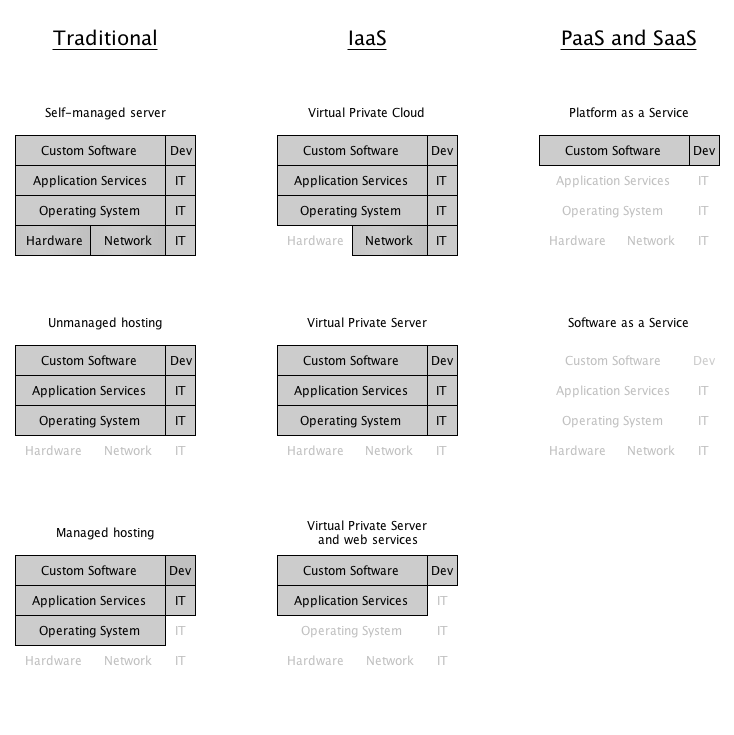 Traditional
IaaS
PaaS and SaaS
Self-managed server
Virtual Private Cloud
Platform as a Service
Custom Software Dev
Custom Software Dev
Custom Software Dev
Application Services IT
Application Services IT
Application Services IT
Operating System IT
Operating System IT
Operating System IT
Hardware Network IT
Hardware Network IT
Hardware Network IT
Unmanaged hosting
Virtual Private Server
Software as a Service
Custom Software Dev
Custom Software Dev
Custom Software Dev
Application Services IT
Application Services IT
Application Services IT
Operating System IT
Operating System IT
Operating System IT
Hardware Network IT
Hardware Network IT
Hardware Network IT
Managed hosting
Virtual Private Server
and web services
Custom Software Dev
Custom Software Dev
Application Services IT
Application Services IT
Operating System IT
Operating System IT
Hardware Network IT
Hardware Network IT